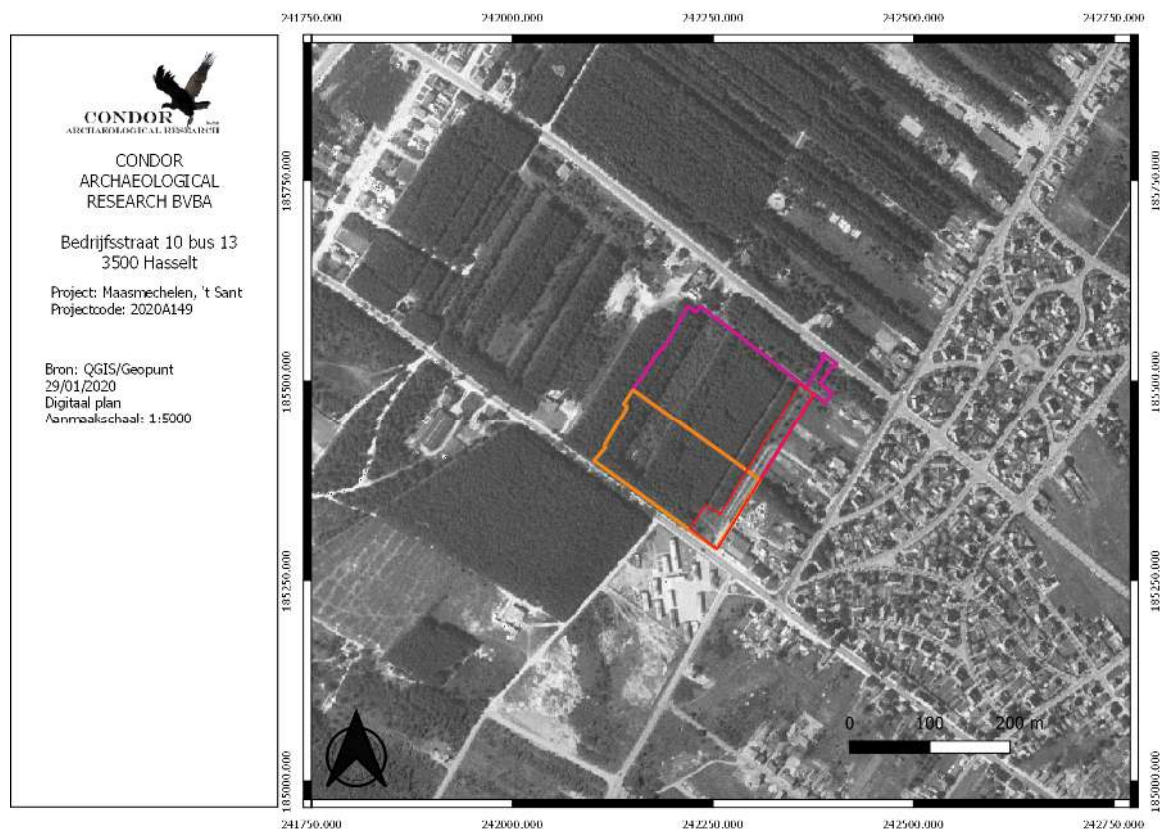 241750.000 242000.000 242250.000 242500.000 242750.000
CONDOR
ARCHAEOLOGICAL RESEARCH
CONDOR
ARCHAEOLOGICAL
RESEARCH BVBA
Bedrijfsstraat 10 bus 13
3500 Hasselt
Project: Maasmechelen, 't Sant
Projectcode: 2020A149
Bron: QGIS/Geopunt
29/01/2020
Digitaal plan
Aanmaakschaal: 1:5000
185750.000
185500.000
185250.000
185000.000
185750.000
185500.000
185250.000
185000.000
0 100 200 m
241750.000 242000.000 242250.000 242500.000 242750.000